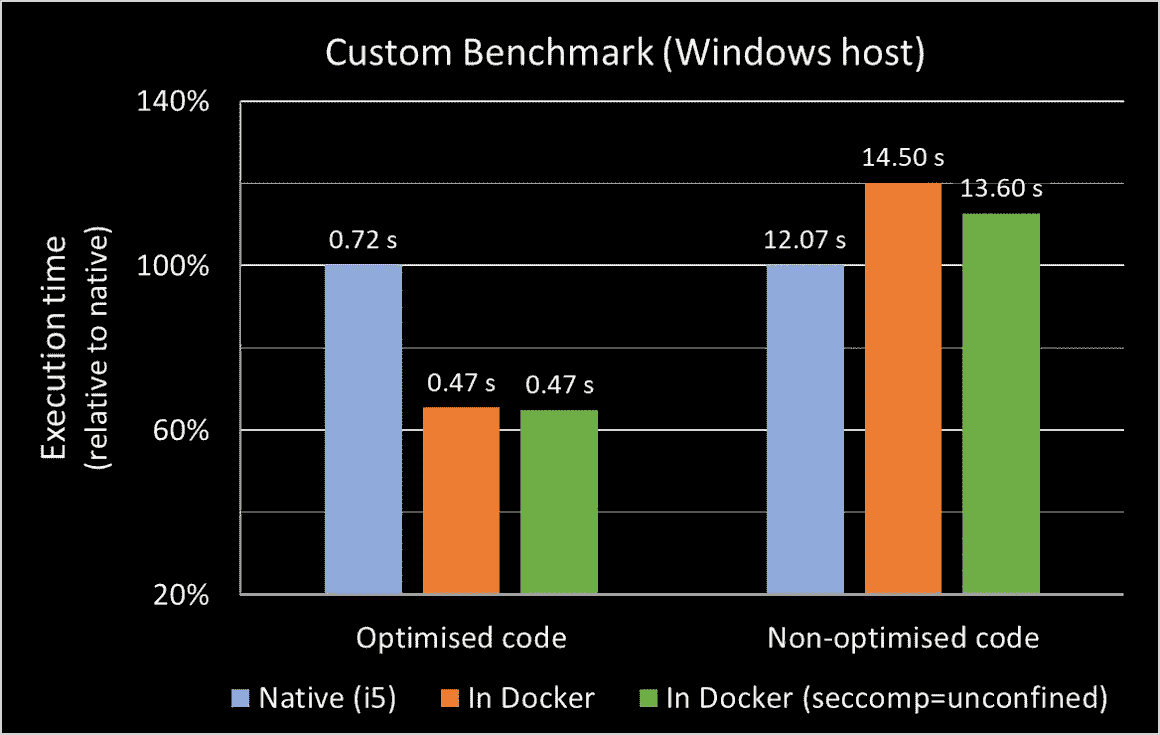 Custom Benchmark (Windows host)
140%
100%
60%
20%
Execution time
(relative to native)
0.72 s
0.47 s
0.47 s
12.07 s
14.50 s
13.60 s
Optimised code
Non-optimised code
Native (i5)
In Docker
In Docker (seccomp=unconfined)